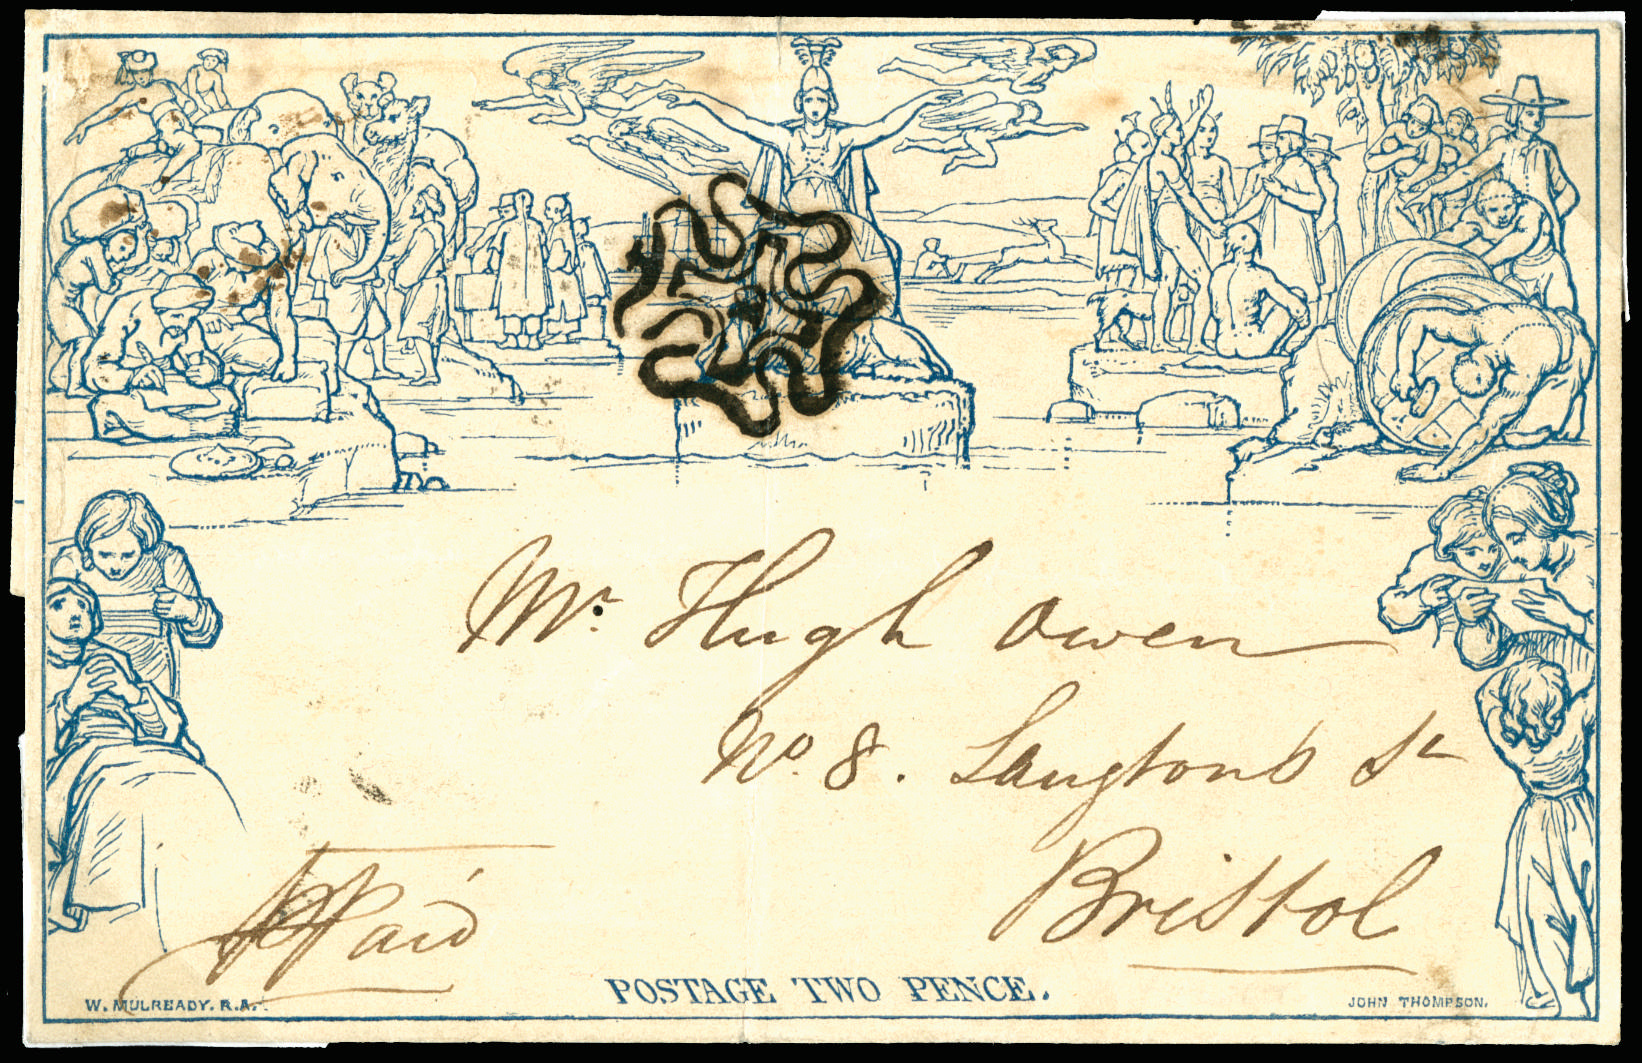 Mr. Hugh Owen
No. 8. Langtons St
Bristol
Paid
POSTAGE TWO PENCE.
W. MULREADY. R.A.
JOHN THOMPSON.